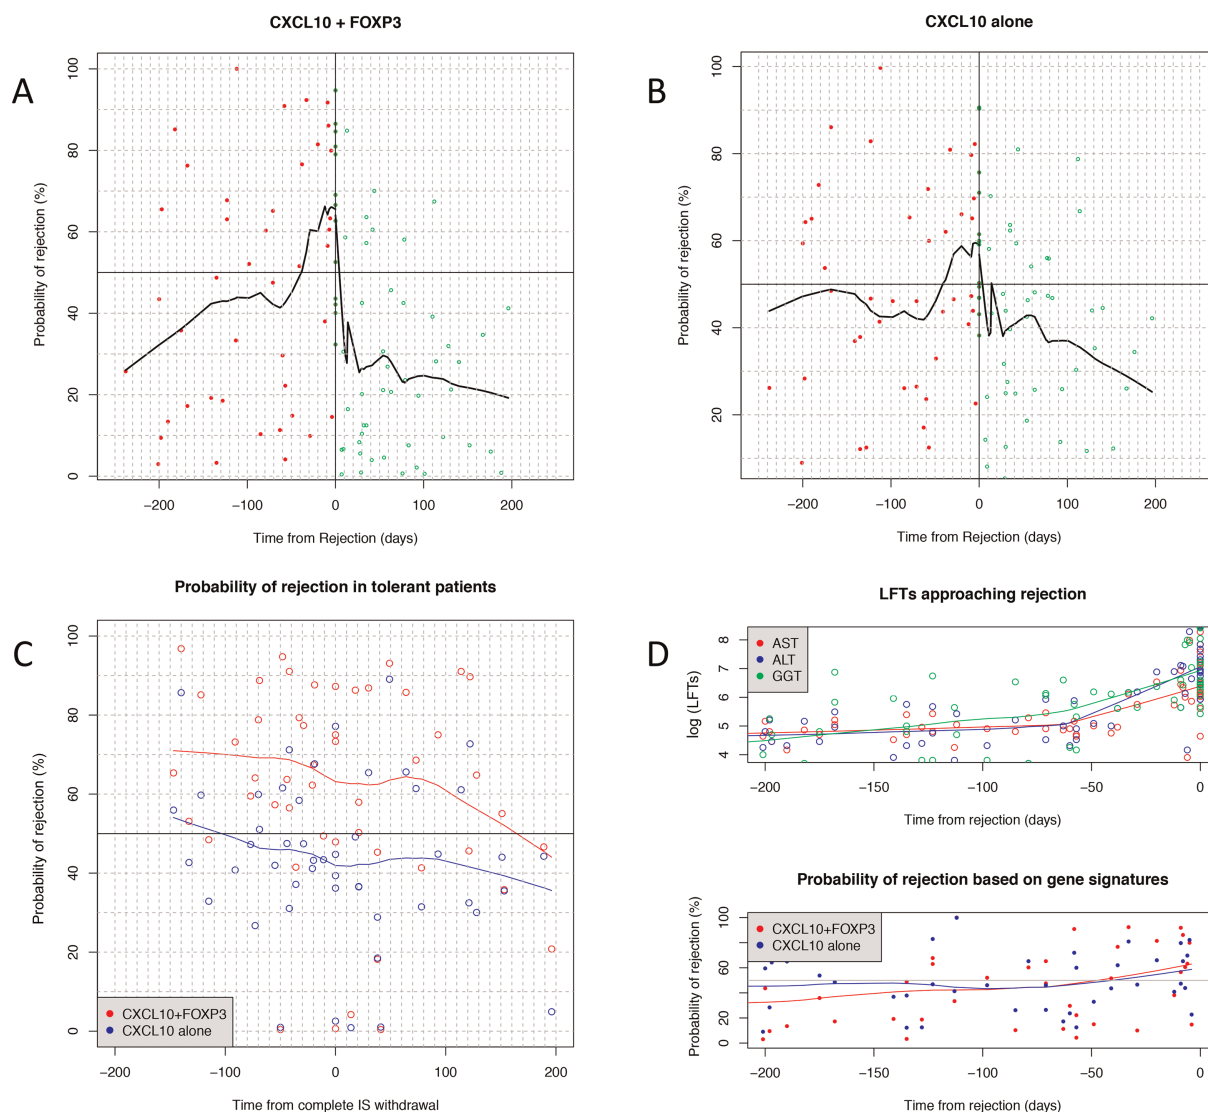 CXCL10 + FOXP3
A
Probability of rejection (%)
100
80
60
40
20
0
−200 −100 0 100 200
Time from Rejection (days)
CXCL10 alone
B
Probability of rejection (%)
100
80
60
40
20
−200 −100 0 100 200
Time from Rejection (days)
Probability of rejection in tolerant patients
C
Probability of rejection (%)
100
80
60
40
20
0
CXCL10+FOXP3
CXCL10 alone
−200 −100 0 100 200
Time from complete IS withdrawal
LFTs approaching rejection
D
log (LFTs)
8
7
6
5
4
AST
ALT
GGT
−200 −150 −100 −50 0
Time from rejection (days)
Probability of rejection based on gene signatures
Probability of rejection (%)
100
60
40
20
0
CXCL10+FOXP3
CXCL10 alone
−200 −150 −100 −50 0
Time from rejection (days)